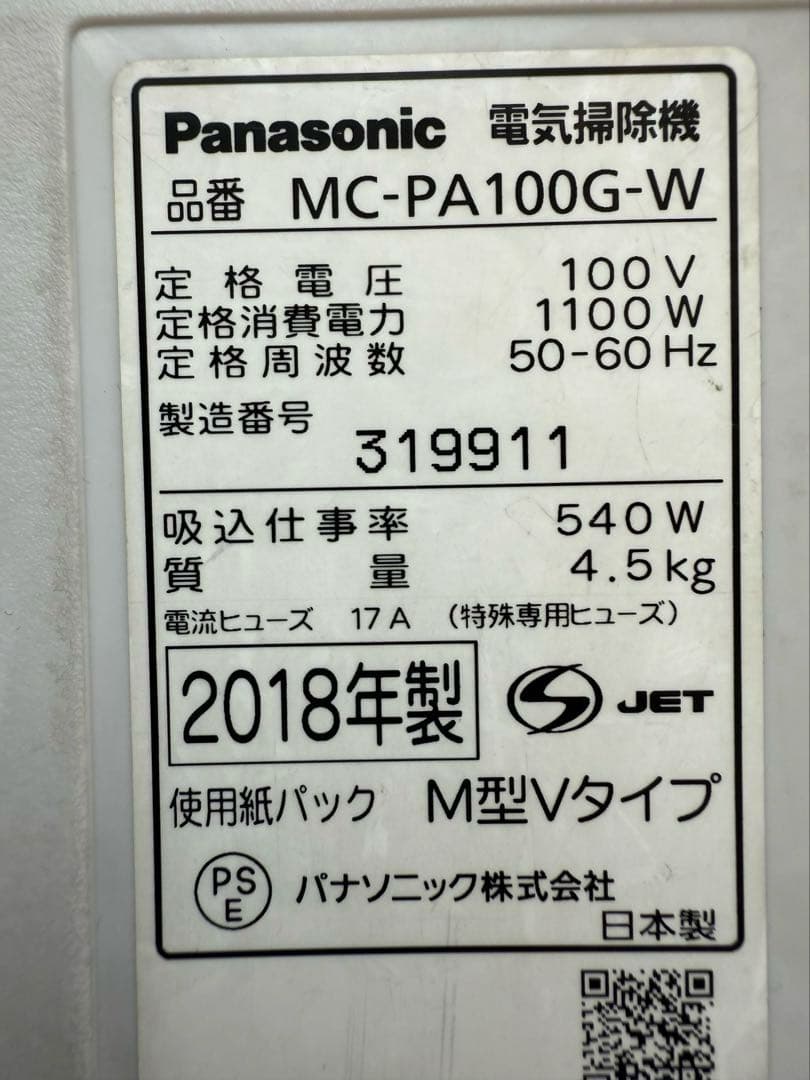 Panasonic 電気掃除機
品番 MC-PA100G-W
定格電圧 100V
定格消費電力 1100W
定格周波数 50-60Hz
製造番号 319911
吸込仕事率 540W
質量 4.5kg
電流ヒューズ 17A (特殊専用ヒューズ)
2018年製 S JET
使用紙パック M型Vタイプ
PS E パナソニック株式会社
日本製